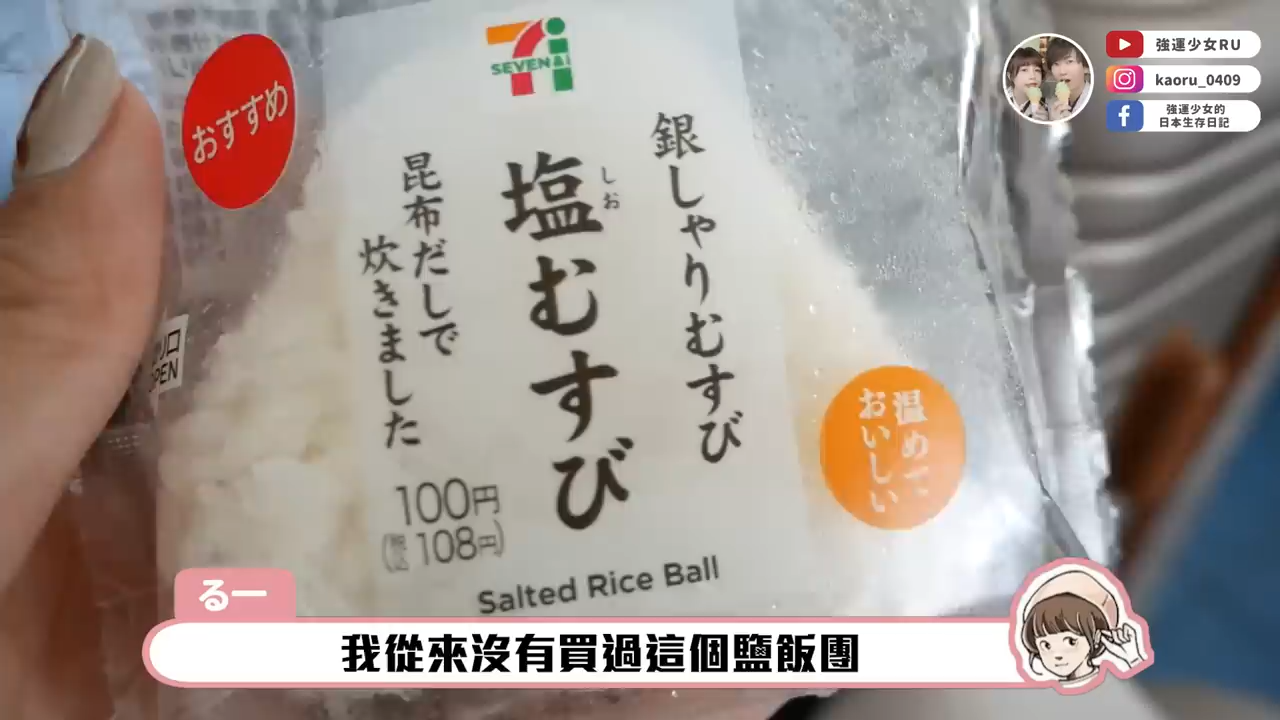 おすすめ
SEVEN i
銀しゃりむすび
塩むすび
しお
昆布だしで
炊きました
100円
(税込108円)
Salted Rice Ball
温めて
おいしい
OPEN
強運少女RU
kaoru_0409
強運少女的
日本生存日記
るー
我從來沒有買過這個鹽飯團